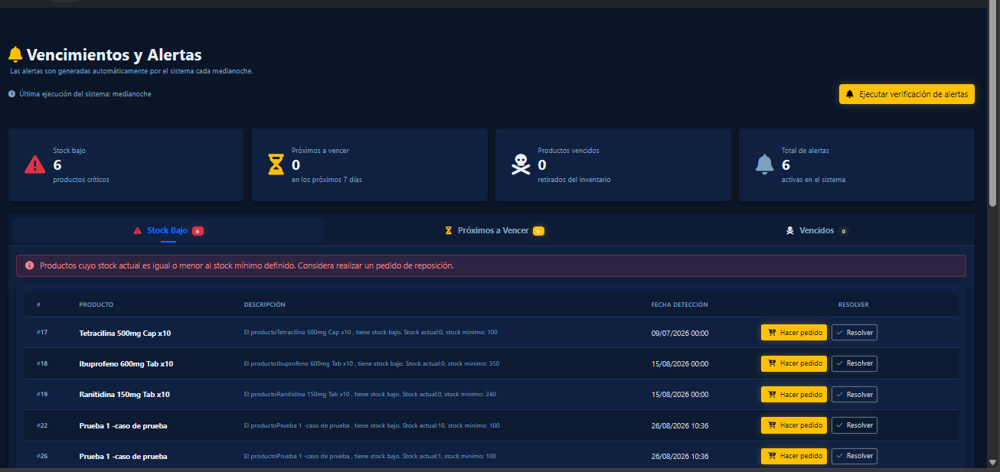 Vencimientos y Alertas
Las alertas son generadas automáticamente por el sistema cada medianoche.
Última ejecución del sistema: medianoche
Ejecutar verificación de alertas
Stock bajo
6
productos críticos
Próximos a vencer
0
en los próximos 7 días
Productos vencidos
0
retirados del inventario
Total de alertas
6
activas en el sistema
Stock Bajo 6
Próximos a Vencer 0
Vencidos 0
Productos cuyo stock actual es igual o menor al stock mínimo definido. Considera realizar un pedido de reposición.
# PRODUCTO DESCRIPCIÓN FECHA DETECCIÓN RESOLVER
#17 Tetracilina 500mg Cap x10 El productoTetracilina 500mg Cap x10 , tiene stock bajo. Stock actual:0, stock minimo: 100 09/07/2026 00:00 Hacer pedido Resolver
#18 Ibuprofeno 600mg Tab x10 El productoIbuprofeno 600mg Tab x10 , tiene stock bajo. Stock actual:0, stock minimo: 350 15/08/2026 00:00 Hacer pedido Resolver
#19 Ranitidina 150mg Tab x10 El productoRanitidina 150mg Tab x10 , tiene stock bajo. Stock actual:0, stock minimo: 240 15/08/2026 00:00 Hacer pedido Resolver
#22 Prueba 1 -caso de prueba El productoPrueba 1 -caso de prueba , tiene stock bajo. Stock actual:10, stock minimo: 100 26/08/2026 10:36 Hacer pedido Resolver
#26 Prueba 1 -caso de prueba El productoPrueba 1 -caso de prueba , tiene stock bajo. Stock actual:1, stock minimo: 100 26/08/2026 10:36 Hacer pedido Resolver